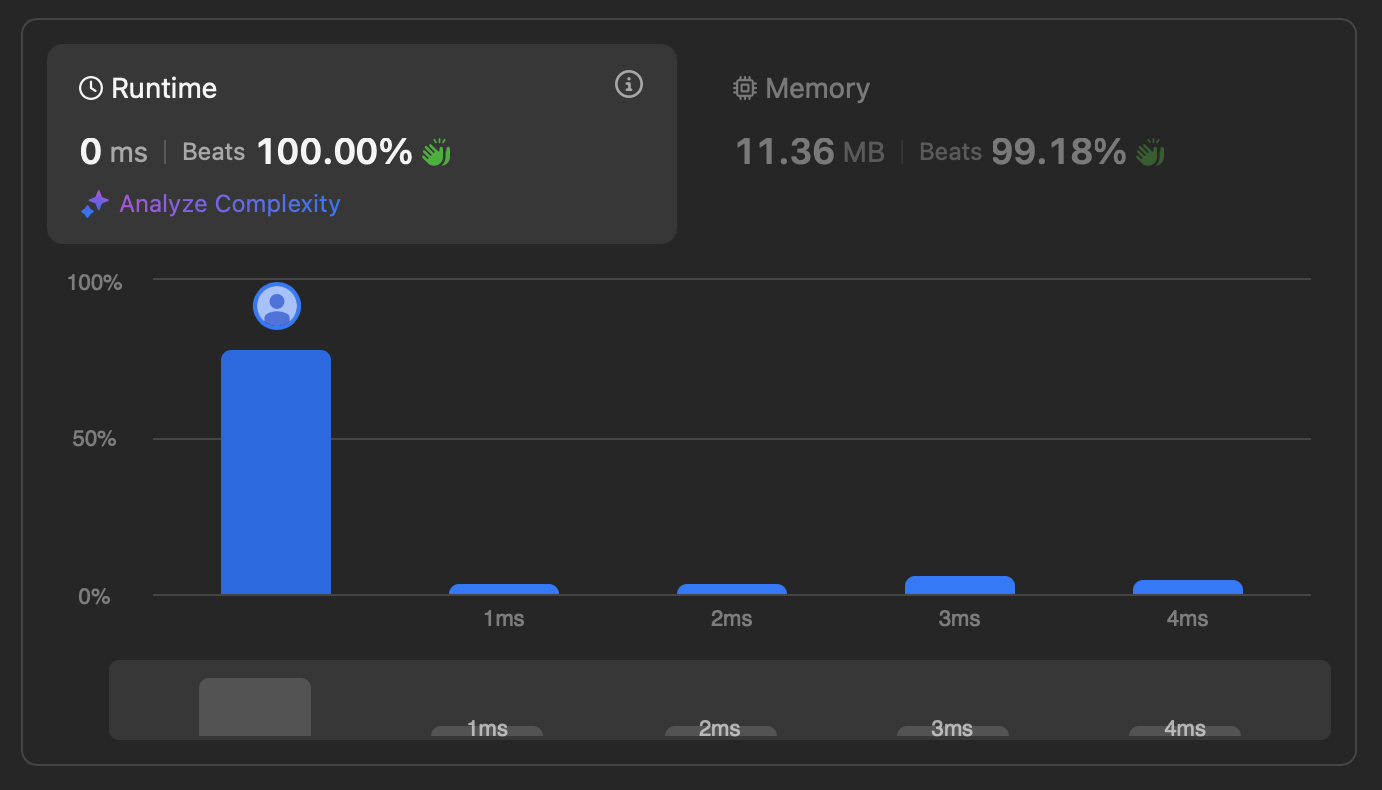 Runtime
0 ms | Beats 100.00%
Analyze Complexity
Memory
11.36 MB | Beats 99.18%
100%
50%
0%
1ms 2ms 3ms 4ms
1ms 2ms 3ms 4ms